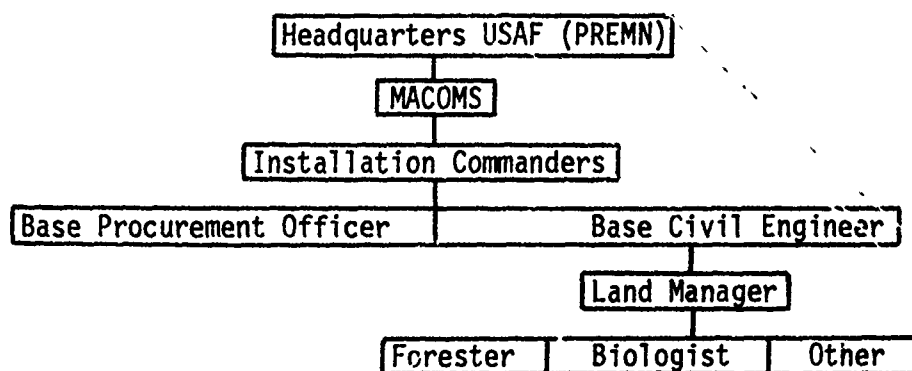 Headquarters USAF (PREMN)
MACOMS
Installation Commanders
Base Procurement Officer Base Civil Engineer
Land Manager
Forester Biologist Other